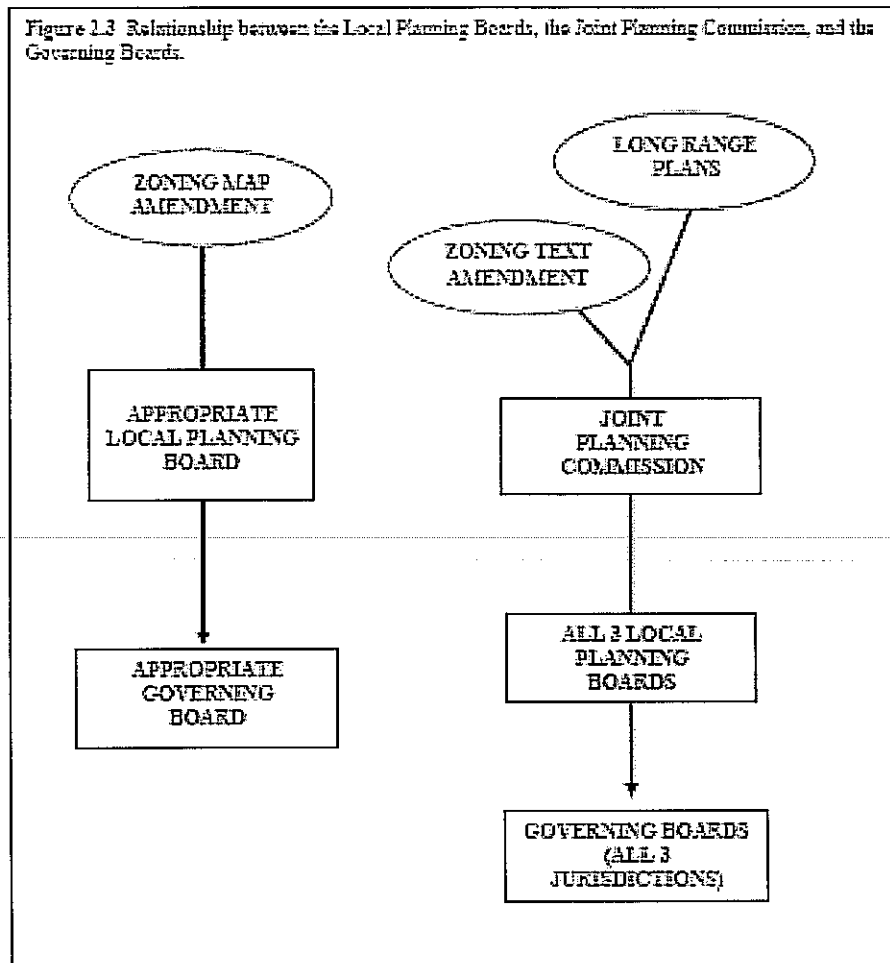 Figure 2.3 Relationship between the Local Planning Boards, the Joint Planning Commission, and the
Governing Boards.
ZONING MAP
AMENDMENT
LONG RANGE
PLANS
ZONING TEXT
AMENDMENT
APPROPRIATE
LOCAL PLANNING
BOARD
JOINT
PLANNING
COMMISSION
APPROPRIATE
GOVERNING
BOARD
ALL 3 LOCAL
PLANNING
BOARDS
GOVERNING BOARDS
(ALL 3
JURISDICTIONS)